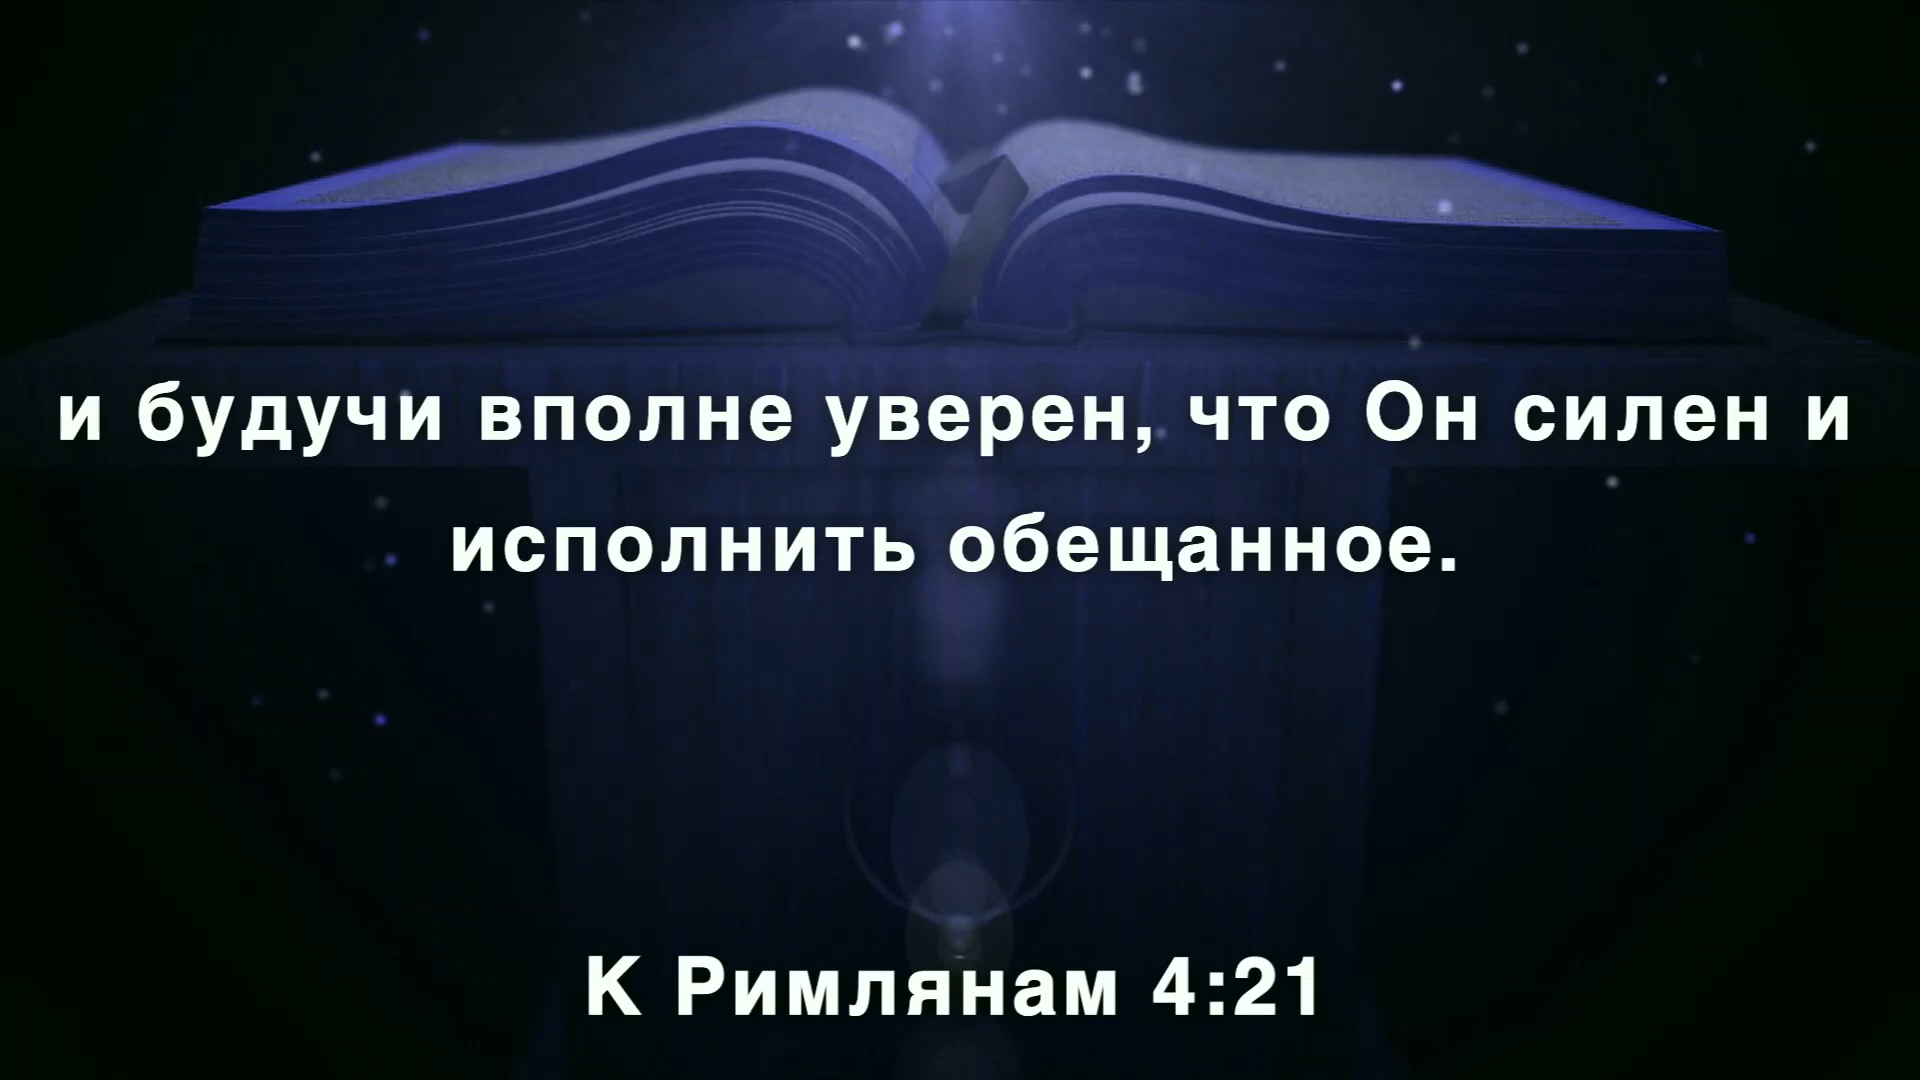 и будучи вполне уверен, что Он силен и
исполнить обещанное.
К Римлянам 4:21